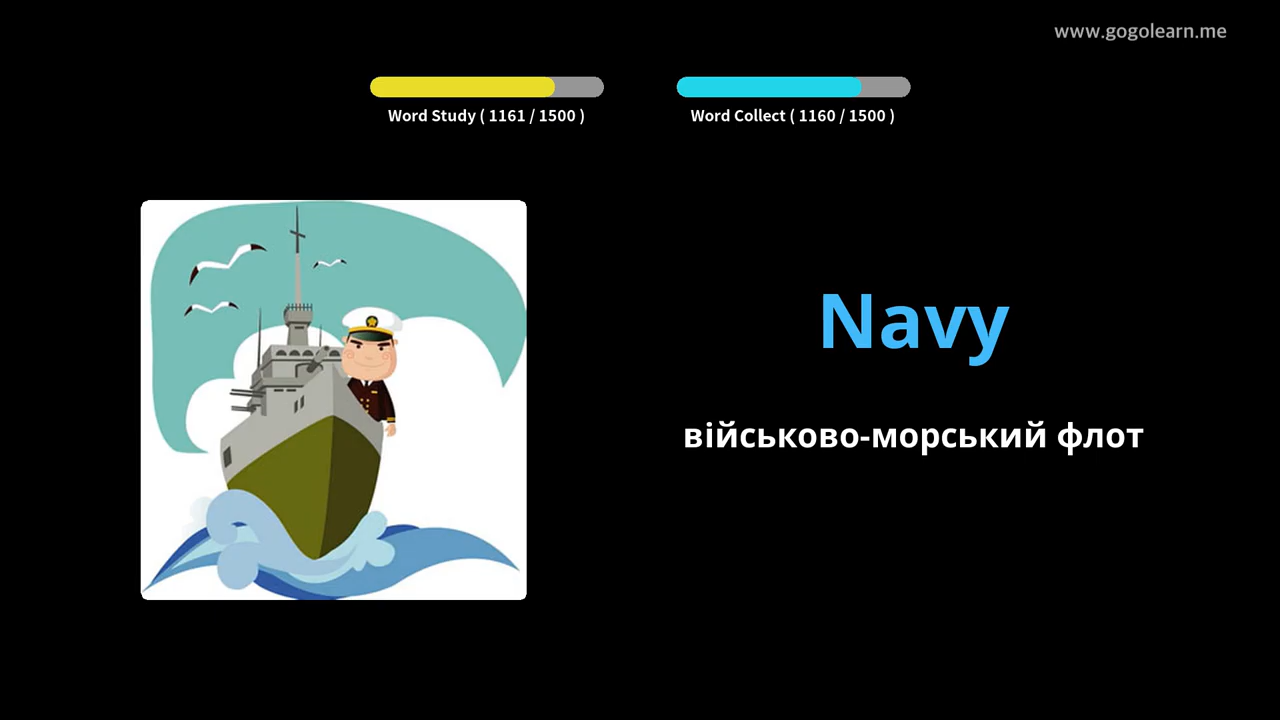 www.gogolearn.me
Word Study ( 1161 / 1500 )
Word Collect ( 1160 / 1500 )
Navy
військово-морський флот